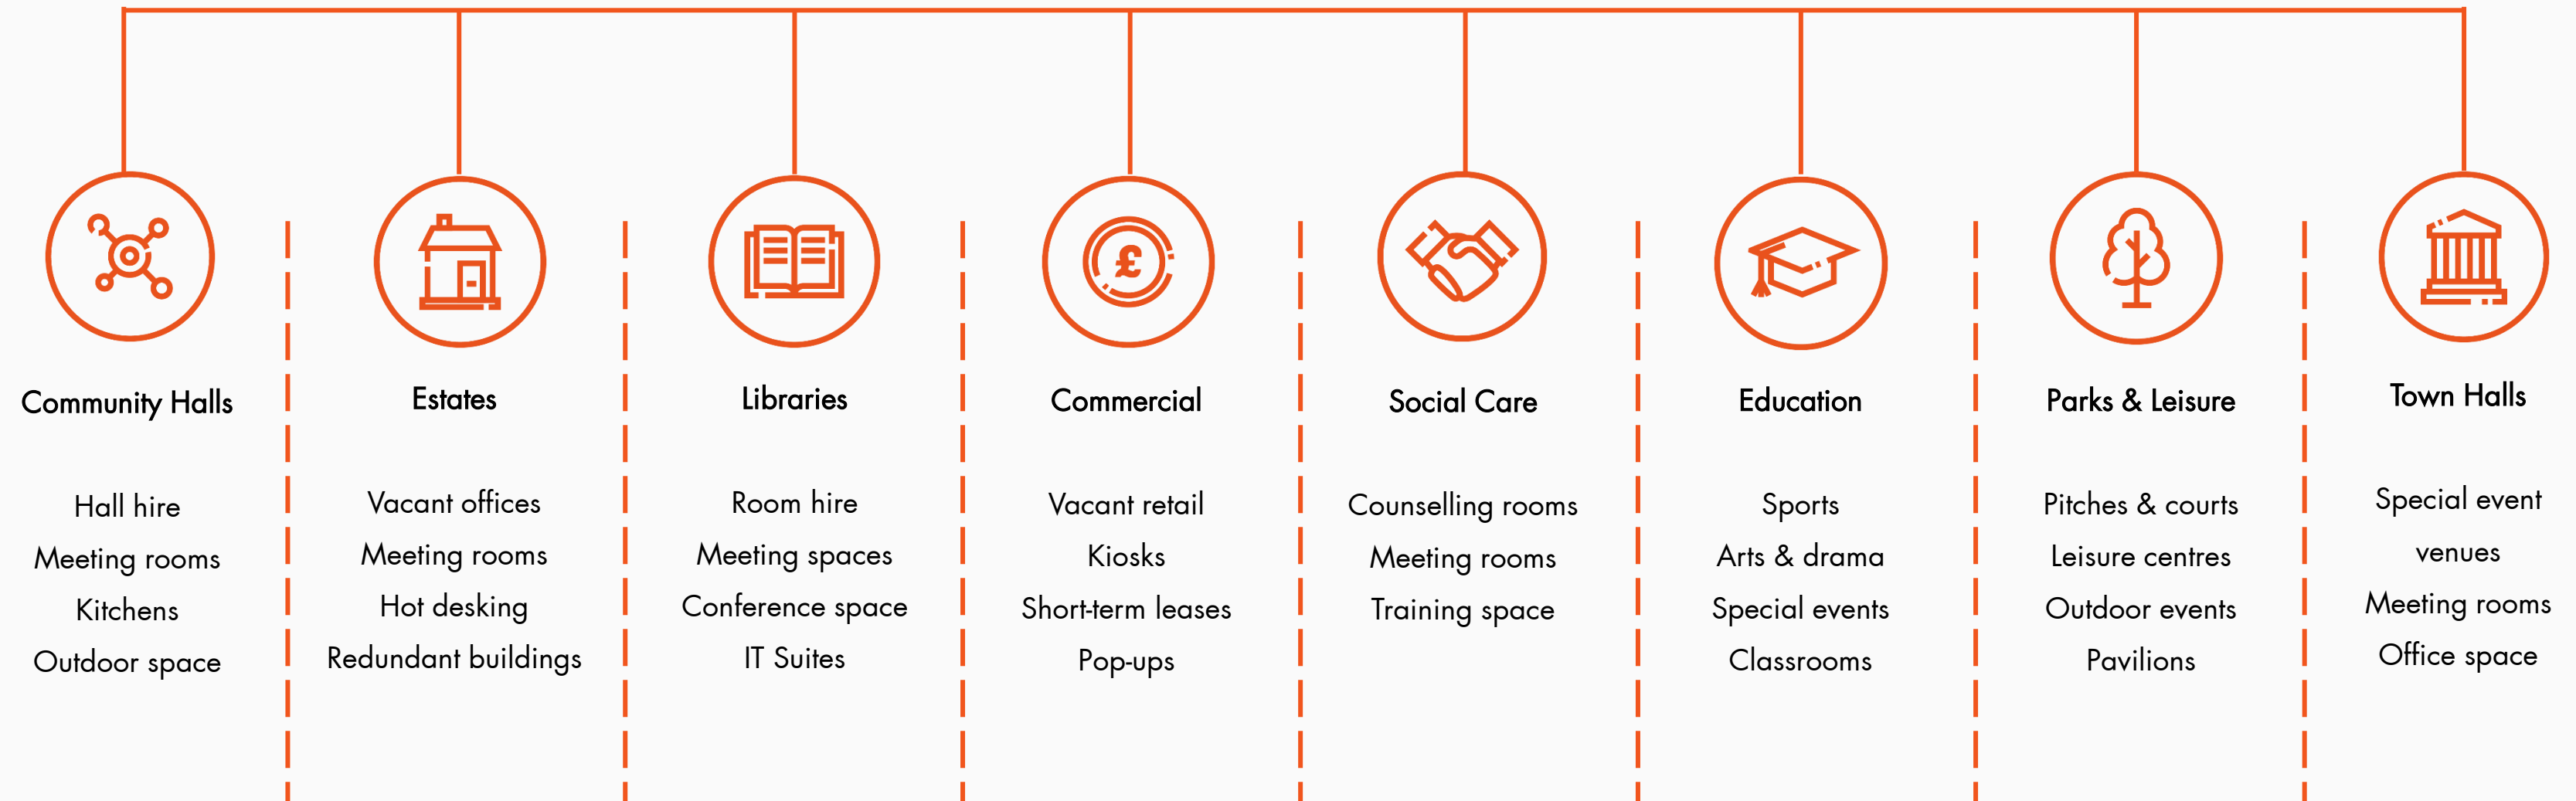 Community Halls
Hall hire
Meeting rooms
Kitchens
Outdoor space
Estates
Vacant offices
Meeting rooms
Hot desking
Redundant buildings
Libraries
Room hire
Meeting spaces
Conference space
IT Suites
£
Commercial
Vacant retail
Kiosks
Short-term leases
Pop-ups
Social Care
Counselling rooms
Meeting rooms
Training space
Education
Sports
Arts & drama
Special events
Classrooms
Parks & Leisure
Pitches & courts
Leisure centres
Outdoor events
Pavilions
Town Halls
Special event
venues
Meeting rooms
Office space